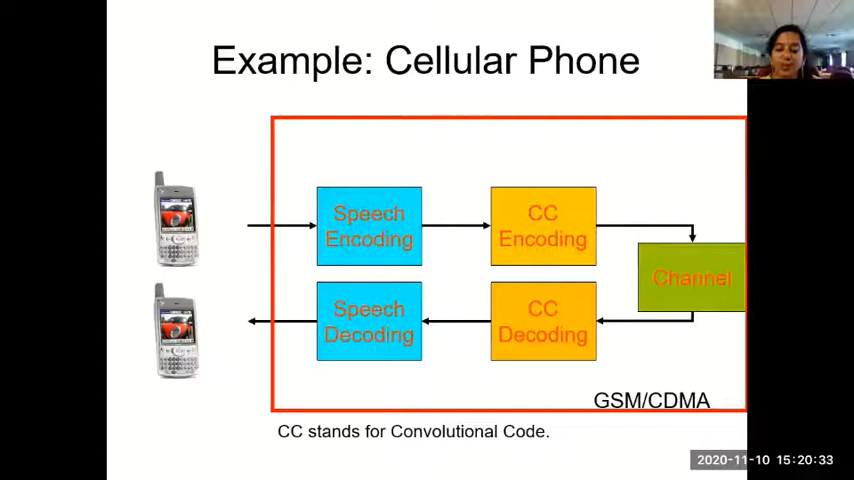 Example: Cellular Phone
Speech
Encoding
CC
Encoding
Channel
Speech
Decoding
CC
Decoding
GSM/CDMA
CC stands for Convolutional Code.
2020-11-10 15:20:33